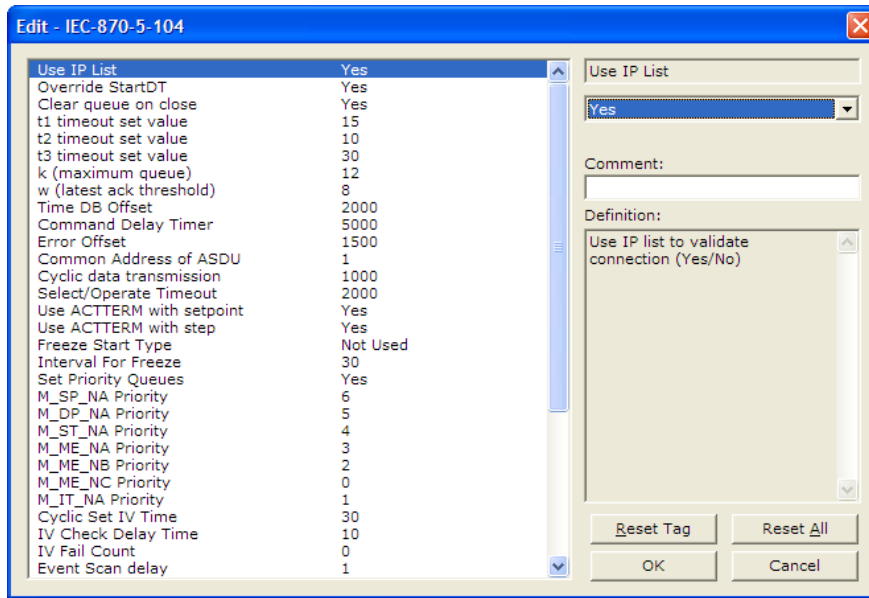 Edit - IEC-870-5-104
Use IP List Yes
Override StartDT Yes
Clear queue on close Yes
t1 timeout set value 15
t2 timeout set value 10
t3 timeout set value 30
k (maximum queue) 12
w (latest ack threshold) 8
Time DB Offset 2000
Command Delay Timer 5000
Error Offset 1500
Common Address of ASDU 1
Cyclic data transmission 1000
Select/Operate Timeout 2000
Use ACTTERM with setpoint Yes
Use ACTTERM with step Yes
Freeze Start Type Not Used
Interval For Freeze 30
Set Priority Queues Yes
M_SP_NA Priority 6
M_DP_NA Priority 5
M_ST_NA Priority 4
M_ME_NA Priority 3
M_ME_NB Priority 2
M_ME_NC Priority 0
M_IT_NA Priority 1
Cyclic Set IV Time 30
IV Check Delay Time 10
IV Fail Count 0
Event Scan delay 1
Use IP List
Yes
Comment:
Definition:
Use IP list to validate
connection (Yes/No)
Reset Tag Reset All
OK Cancel